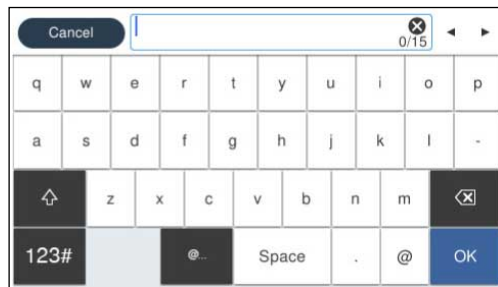 Cancel 0/15
q w e r t y u i o p
a s d f g h j k l -
z x c v b n m
123# @... Space . @ OK